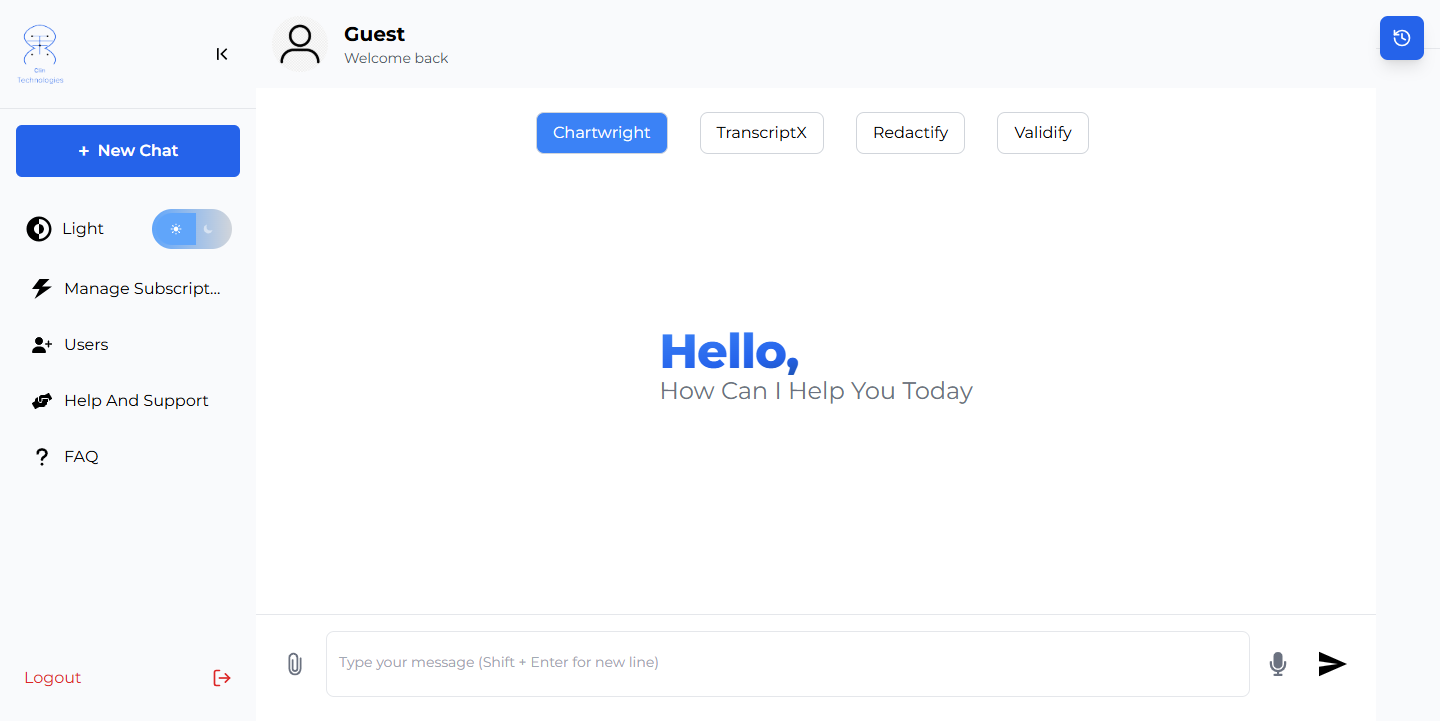 Technologies
+ New Chat
Light
Manage Subscript...
Users
Help And Support
FAQ
Logout
Guest
Welcome back
Chartwright
TranscriptX
Redactify
Validify
Hello,
How Can I Help You Today
Type your message (Shift + Enter for new line)